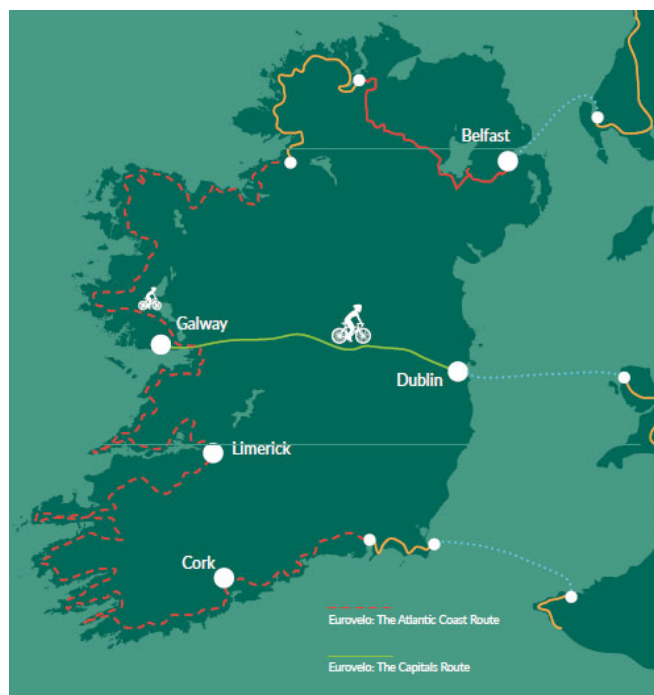 Belfast
Galway
Dublin
Limerick
Cork
Eurovelo: The Atlantic Coast Route
Eurovelo: The Capitals Route